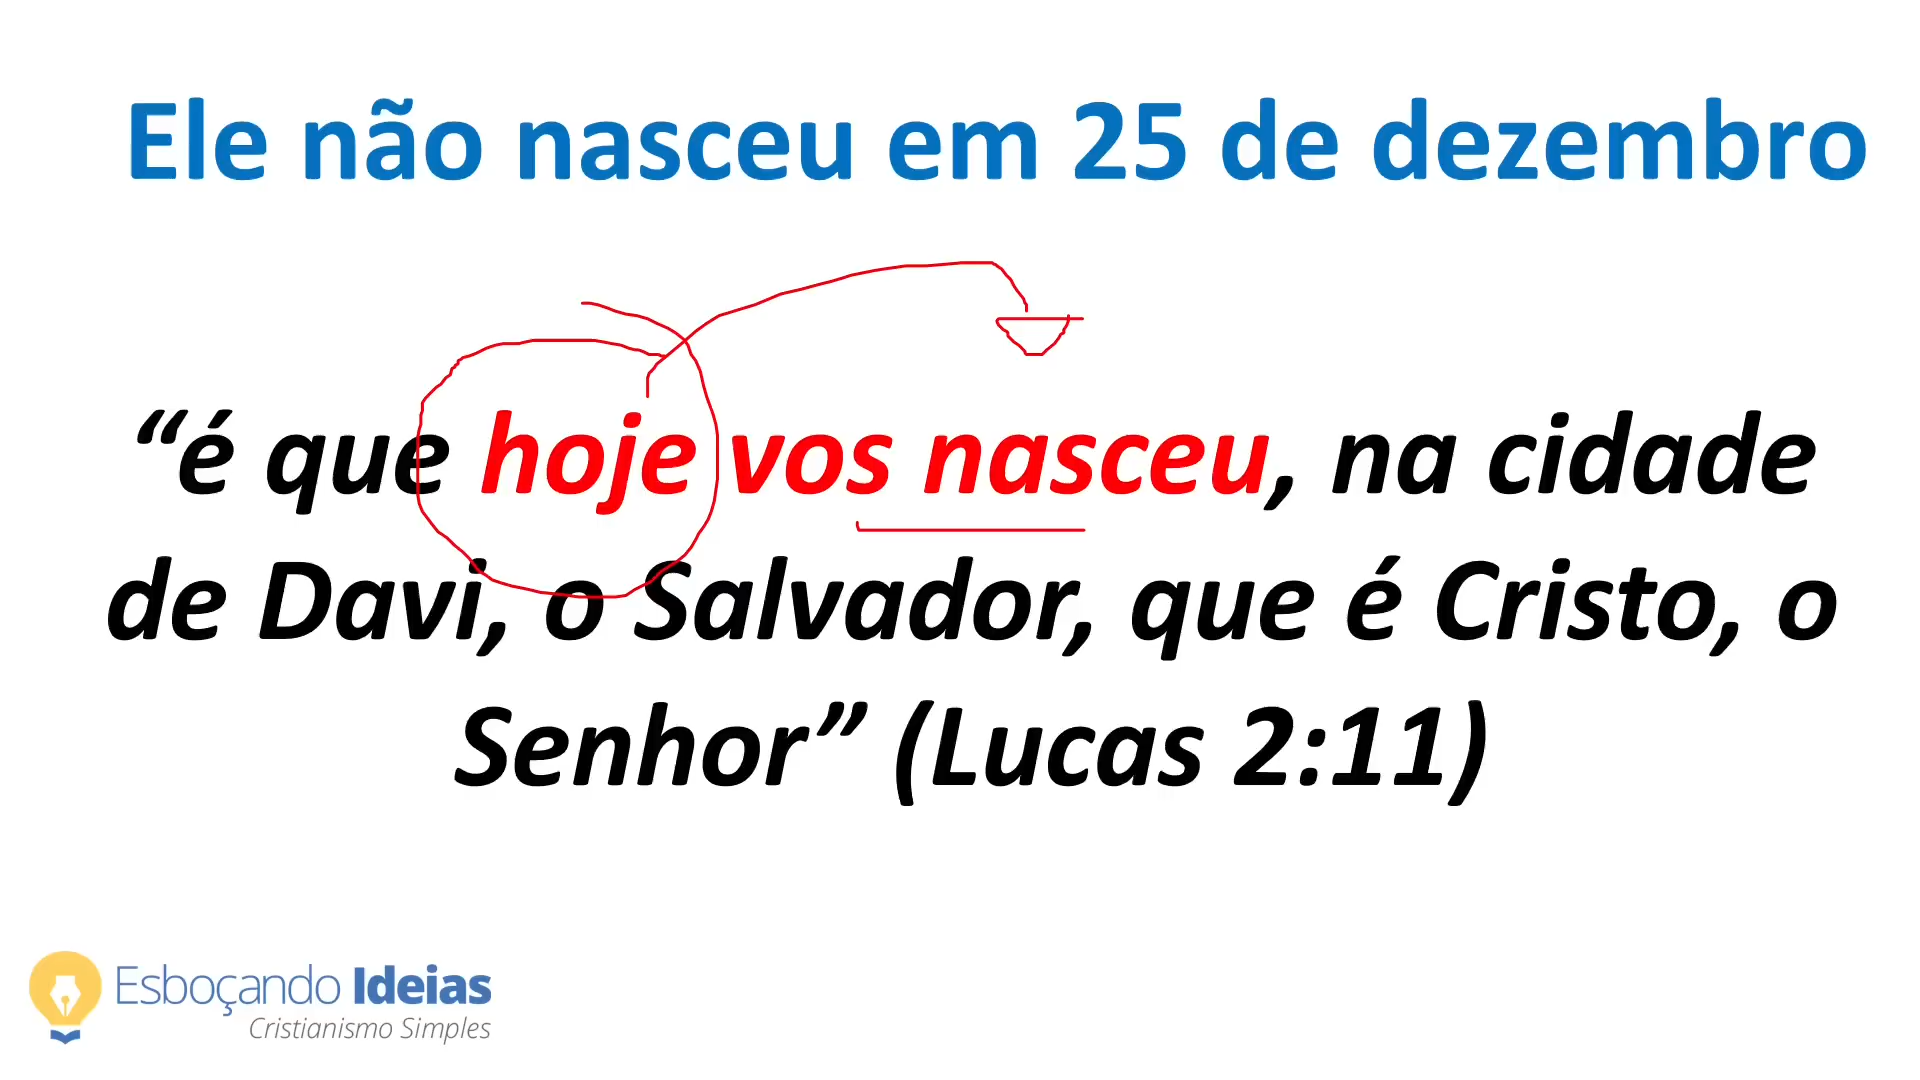 Ele não nasceu em 25 de dezembro
“é que hoje vos nasceu, na cidade
de Davi, o Salvador, que é Cristo, o
Senhor” (Lucas 2:11)
Esboçando Ideias
Cristianismo Simples